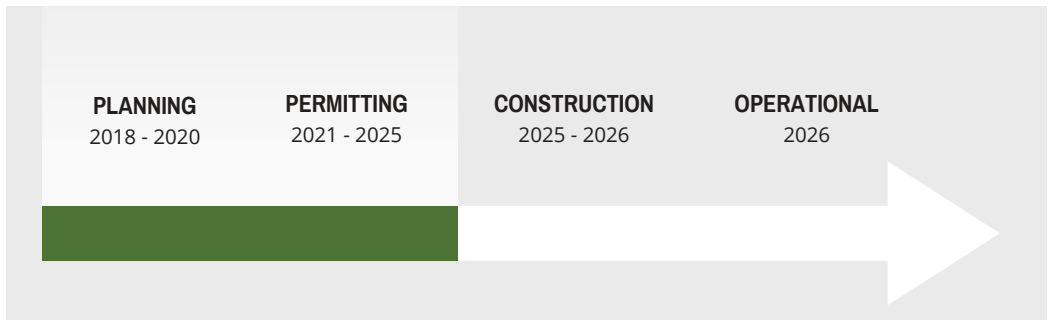 PLANNING
2018 - 2020
PERMITTING
2021 - 2025
CONSTRUCTION
2025 - 2026
OPERATIONAL
2026